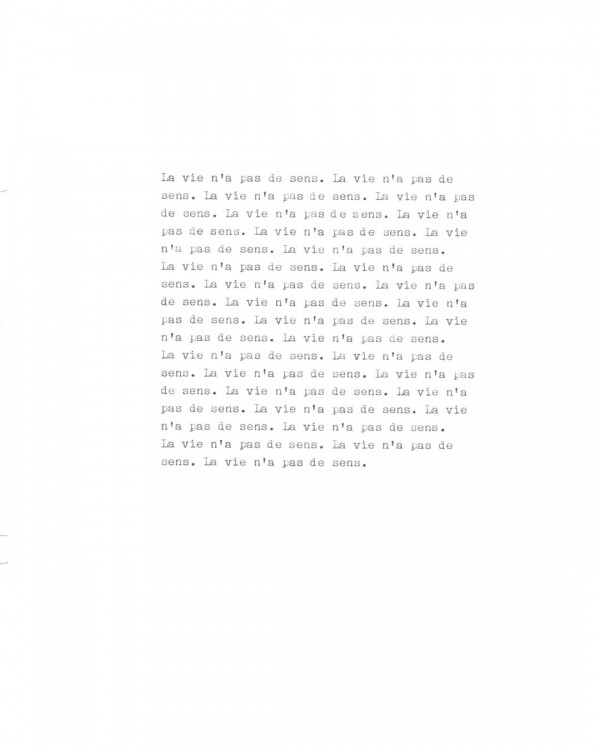 La vie n'a pas de sens. La vie n'a pas de
sens. La vie n'a pas de sens. La vie n'a pas
de sens. La vie n'a pas de sens. La vie n'a
pas de sens. La vie n'a pas de sens. La vie
n'a pas de sens. La vie n'a pas de sens.
La vie n'a pas de sens. La vie n'a pas de
sens. La vie n'a pas de sens. La vie n'a pas
de sens. La vie n'a pas de sens. La vie n'a
pas de sens. La vie n'a pas de sens. La vie
n'a pas de sens. La vie n'a pas de sens.
La vie n'a pas de sens. La vie n'a pas de
sens. La vie n'a pas de sens. La vie n'a pas
de sens. La vie n'a pas de sens. La vie n'a
pas de sens. La vie n'a pas de sens. La vie
n'a pas de sens. La vie n'a pas de sens.
La vie n'a pas de sens. La vie n'a pas de
sens. La vie n'a pas de sens.